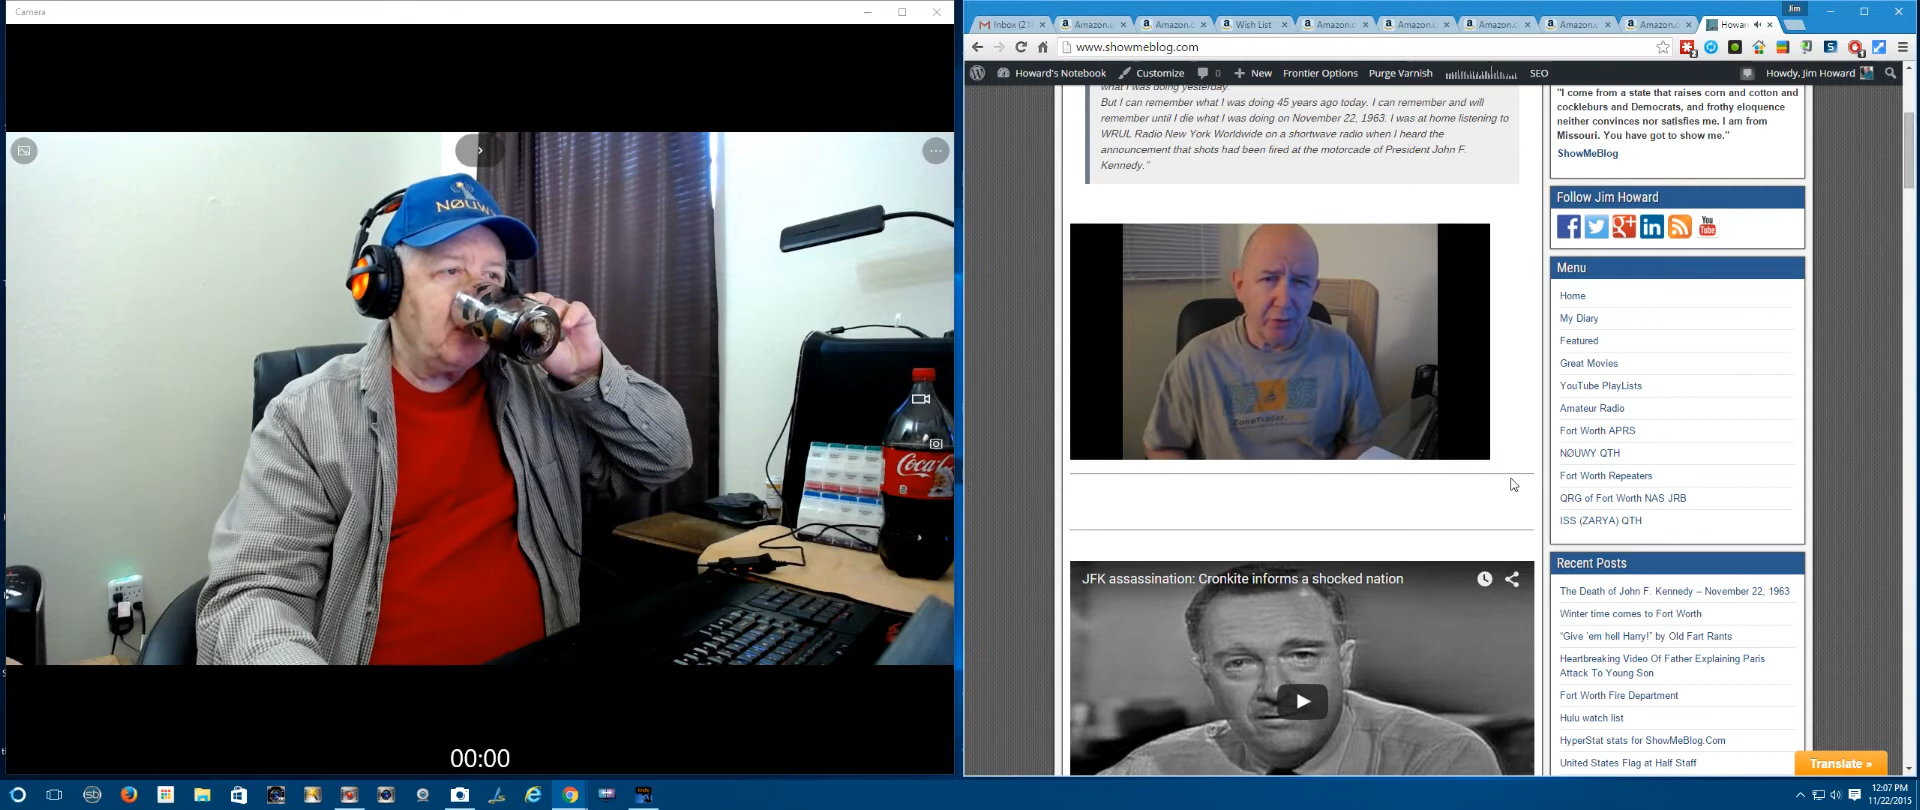 Camera
NØUWY
Coca-C
00:00
Inbox (21
Amazon.c
Amazon.c
Wish List
Amazon.c
Amazon.c
Amazon.c
Amazon.c
Amazon.c
Howar
Jim
www.showmeblog.com
Howard's Notebook
Customize
0
New
Frontier Options
Purge Varnish
SEO
Howdy, Jim Howard
what I was doing yesterday.
But I can remember what I was doing 45 years ago today. I can remember and will
remember until I die what I was doing on November 22, 1963. I was at home listening to
WRUL Radio New York Worldwide on a shortwave radio when I heard the
announcement that shots had been fired at the motorcade of President John F.
Kennedy."
ZoneTrader
JFK assassination: Cronkite informs a shocked nation
"I come from a state that raises corn and cotton and
cockleburs and Democrats, and frothy eloquence
neither convinces nor satisfies me. I am from
Missouri. You have got to show me."
ShowMeBlog
Follow Jim Howard
You
Tube
Menu
Home
My Diary
Featured
Great Movies
YouTube PlayLists
Amateur Radio
Fort Worth APRS
NØUWY QTH
Fort Worth Repeaters
QRG of Fort Worth NAS JRB
ISS (ZARYA) QTH
Recent Posts
The Death of John F. Kennedy – November 22, 1963
Winter time comes to Fort Worth
"Give 'em hell Harry!" by Old Fart Rants
Heartbreaking Video Of Father Explaining Paris
Attack To Young Son
Fort Worth Fire Department
Hulu watch list
HyperStat stats for ShowMeBlog.Com
United States Flag at Half Staff
Translate »
12:07 PM
11/22/2015